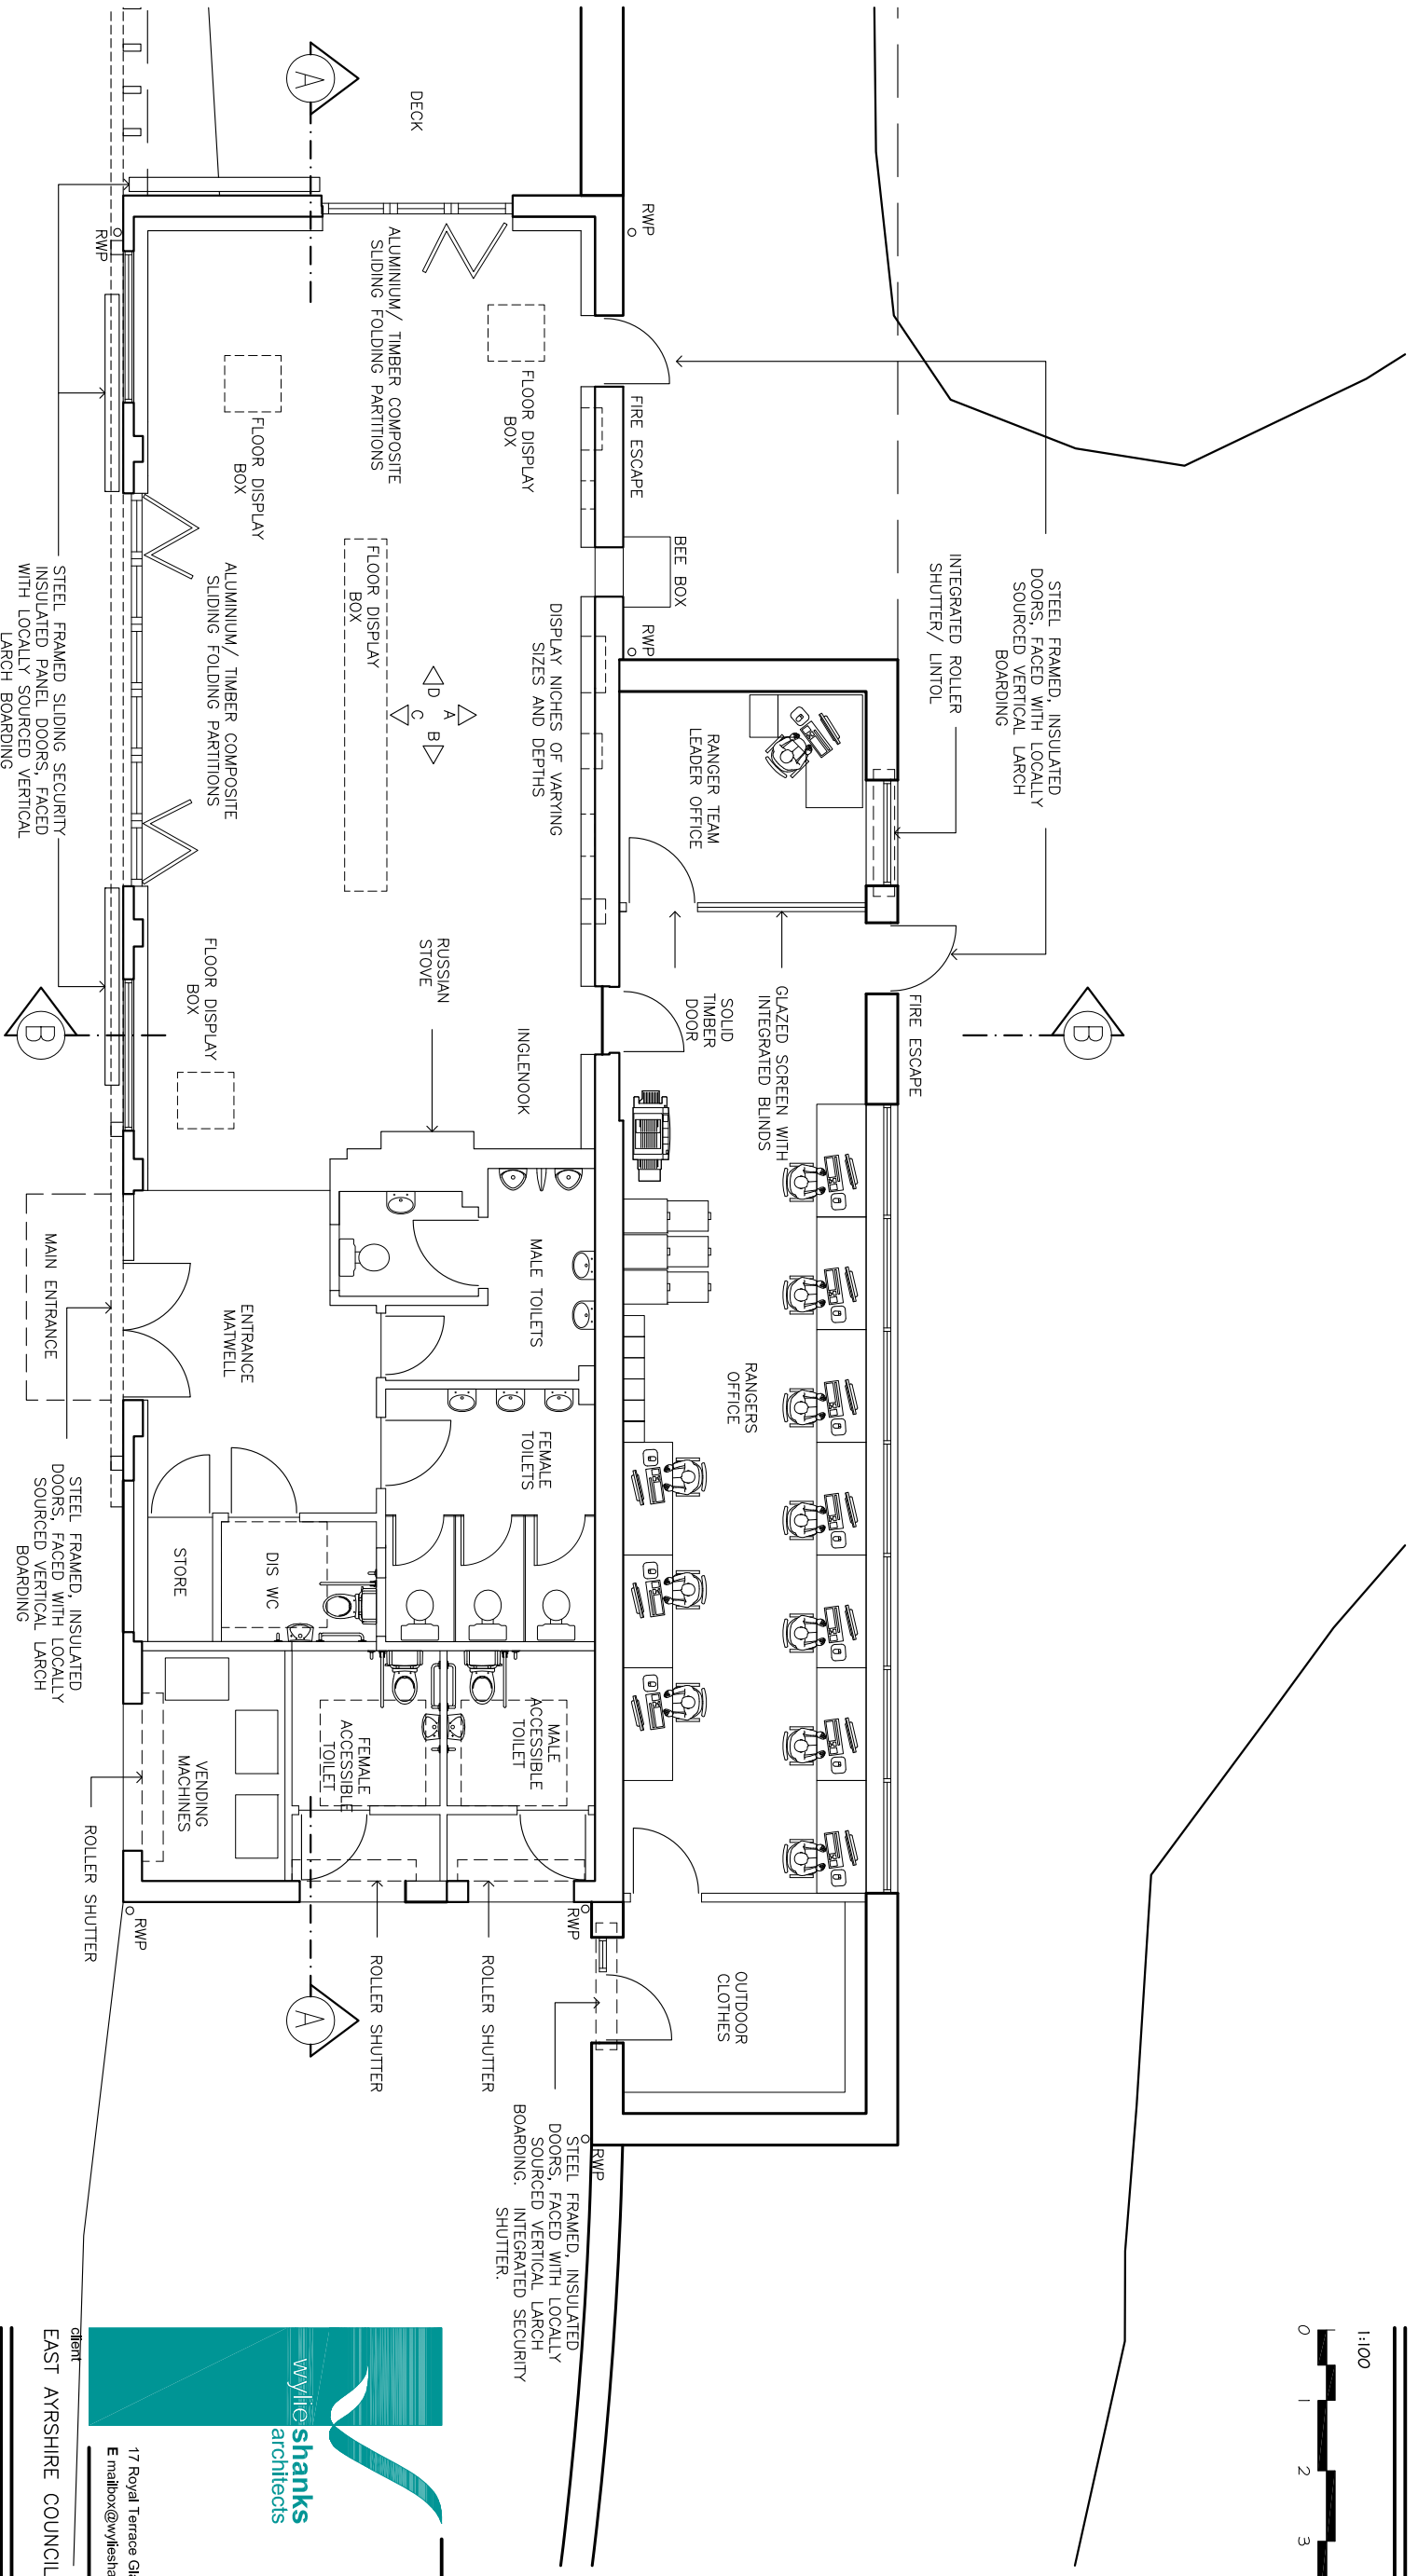 1:100
0 1 2 3
STEEL FRAMED, INSULATED
DOORS, FACED WITH LOCALLY
SOURCED VERTICAL LARCH
BOARDING
INTEGRATED ROLLER
SHUTTER/ LINTOL
B
FIRE ESCAPE
GLAZED SCREEN WITH
INTEGRATED BLINDS
SOLID
TIMBER
DOOR
RANGER TEAM
LEADER OFFICE
RANGERS
OFFICE
OUTDOOR
CLOTHES
RWP
FIRE ESCAPE
BEE BOX
RWP
DECK
A
ALUMINIUM/ TIMBER COMPOSITE
SLIDING FOLDING PARTITIONS
FLOOR DISPLAY
BOX
DISPLAY NICHES OF VARYING
SIZES AND DEPTHS
INGLENOOK
RUSSIAN
STOVE
A
D B
C
FLOOR DISPLAY
BOX
FLOOR DISPLAY
BOX
ALUMINIUM/ TIMBER COMPOSITE
SLIDING FOLDING PARTITIONS
FLOOR DISPLAY
BOX
MALE TOILETS
FEMALE
TOILETS
MALE
ACCESSIBLE
TOILET
FEMALE
ACCESSIBLE
TOILET
ENTRANCE
MATWELL
DIS WC
STORE
VENDING
MACHINES
RWP
ROLLER SHUTTER
ROLLER SHUTTER
A
RWP
ROLLER SHUTTER
RWP
STEEL FRAMED, INSULATED
DOORS, FACED WITH LOCALLY
SOURCED VERTICAL LARCH
BOARDING. INTEGRATED SECURITY
SHUTTER.
RWP
STEEL FRAMED SLIDING SECURITY
INSULATED PANEL DOORS, FACED
WITH LOCALLY SOURCED VERTICAL
LARCH BOARDING
B
MAIN ENTRANCE
STEEL FRAMED, INSULATED
DOORS, FACED WITH LOCALLY
SOURCED VERTICAL LARCH
BOARDING
wylieshanks
architects
17 Royal Terrace Gla
E mailbox@wyliesha
client
EAST AYRSHIRE COUNCIL